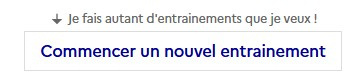 Je fais autant d'entrainements que je veux !
Commencer un nouvel entrainement